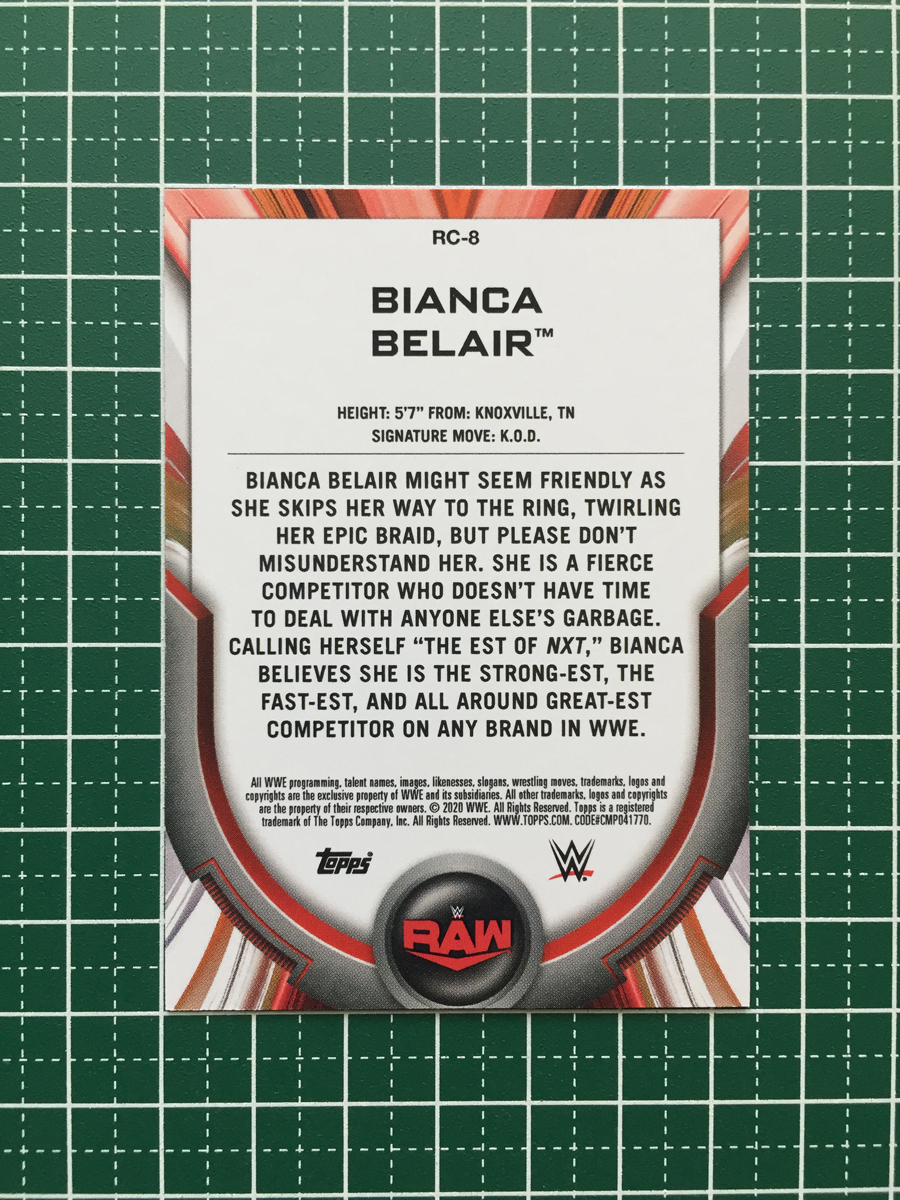 RC-8
BIANCA
BELAIR™
HEIGHT: 5'7" FROM: KNOXVILLE, TN
SIGNATURE MOVE: K.O.D.
BIANCA BELAIR MIGHT SEEM FRIENDLY AS
SHE SKIPS HER WAY TO THE RING, TWIRLING
HER EPIC BRAID, BUT PLEASE DON'T
MISUNDERSTAND HER. SHE IS A FIERCE
COMPETITOR WHO DOESN'T HAVE TIME
TO DEAL WITH ANYONE ELSE'S GARBAGE.
CALLING HERSELF “THE EST OF NXT,” BIANCA
BELIEVES SHE IS THE STRONG-EST, THE
FAST-EST, AND ALL AROUND GREAT-EST
COMPETITOR ON ANY BRAND IN WWE.
All WWE programming, talent names, images, likenesses, slogans, wrestling moves, trademarks, logos and
copyrights are the exclusive property of WWE and its subsidiaries. All other trademarks, logos and copyrights
are the property of their respective owners. © 2020 WWE. All Rights Reserved. Topps is a registered
trademark of The Topps Company, Inc. All Rights Reserved. WWW.TOPPS.COM. CODE#CMP041770.
Topps® W
W RAW